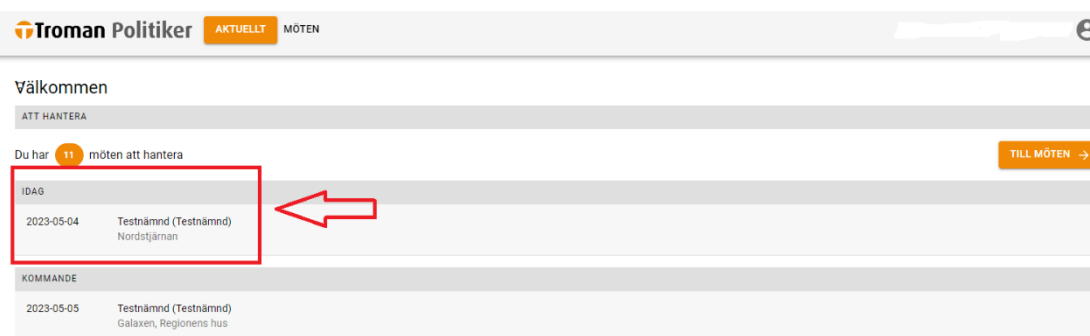 Troman Politiker AKTUELLT MÖTEN
∀älkommen
ATT HANTERA
Du har 11 möten att hantera
TILL MÖTEN →
IDAG
2023-05-04 Testnämnd (Testnämnd)
Nordstjärnan
KOMMANDE
2023-05-05 Testnämnd (Testnämnd)
Galaxen, Regionens hus